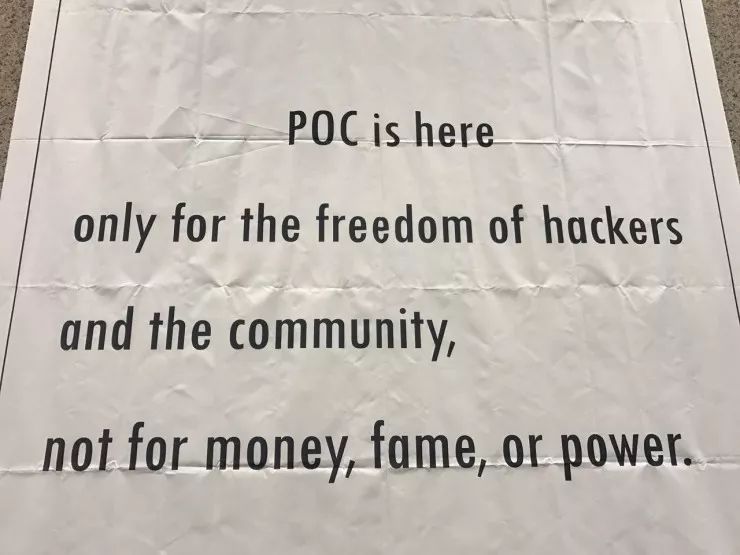 POC is here
only for the freedom of hackers
and the community,
not for money, fame, or power.